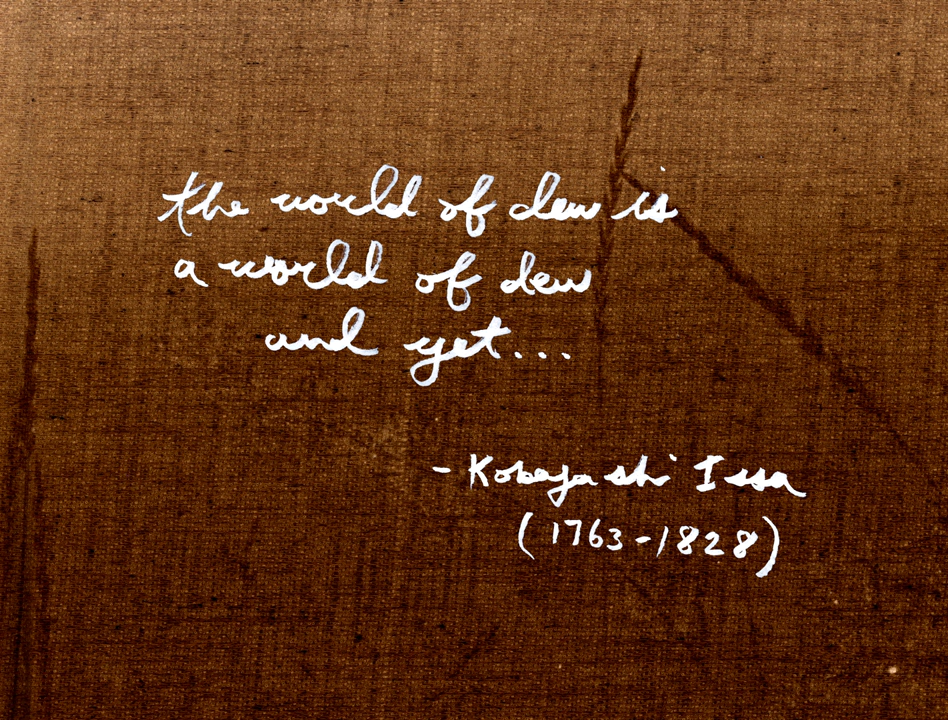 the world of dew is
a world of dew
and yet...
- Kobayashi Issa
(1763-1828)